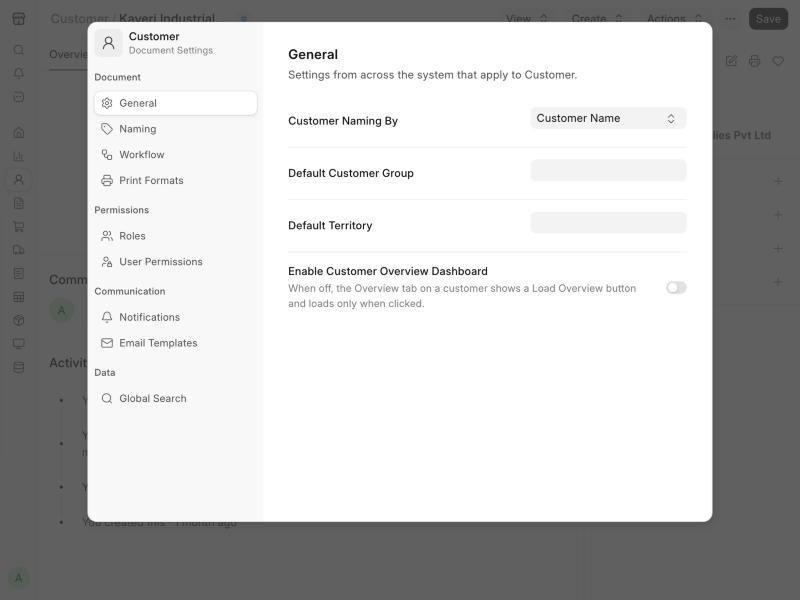 Customer / Kaveri Industrial
View
Create
Actions
Save
Customer
Document Settings
Document
General
Naming
Workflow
Print Formats
Permissions
Roles
User Permissions
Communication
Notifications
Email Templates
Data
Global Search
General
Settings from across the system that apply to Customer.
Customer Naming By
Customer Name
Default Customer Group
Default Territory
Enable Customer Overview Dashboard
When off, the Overview tab on a customer shows a Load Overview button
and loads only when clicked.
lies Pvt Ltd
A
You created this · 1 month ago
A